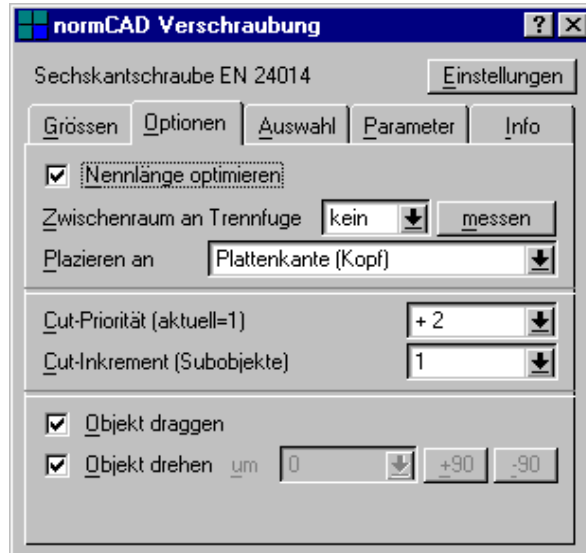 normCAD Verschraubung ? X
Sechskantschraube EN 24014 Einstellungen
Grössen Optionen Auswahl Parameter Info
Nennlänge optimieren
Zwischenraum an Trennfuge kein messen
Plazieren an Plattenkante (Kopf)
Cut-Priorität (aktuell=1) + 2
Cut-Inkrement (Subobjekte) 1
Objekt draggen
Objekt drehen um 0 +90 -90